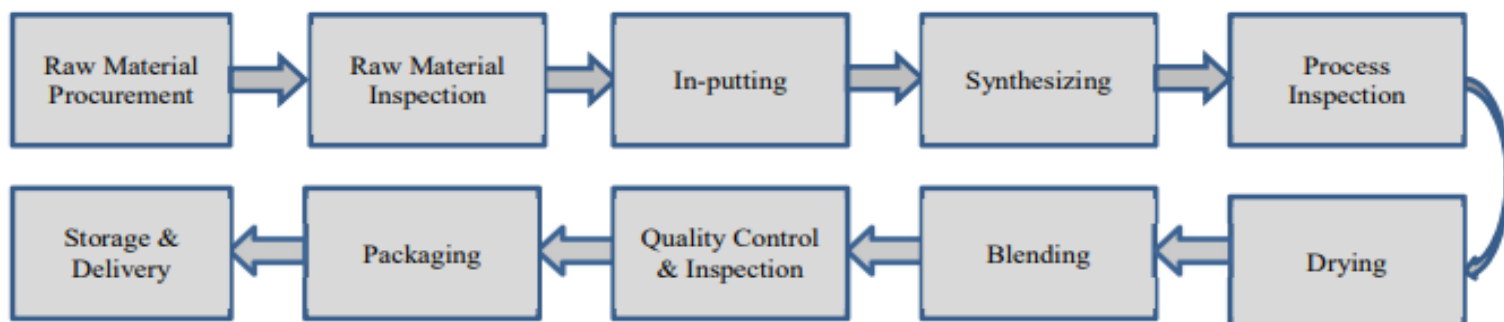 Raw Material
Procurement
Raw Material
Inspection
In-putting
Synthesizing
Process
Inspection
Storage &
Delivery
Packaging
Quality Control
& Inspection
Blending
Drying